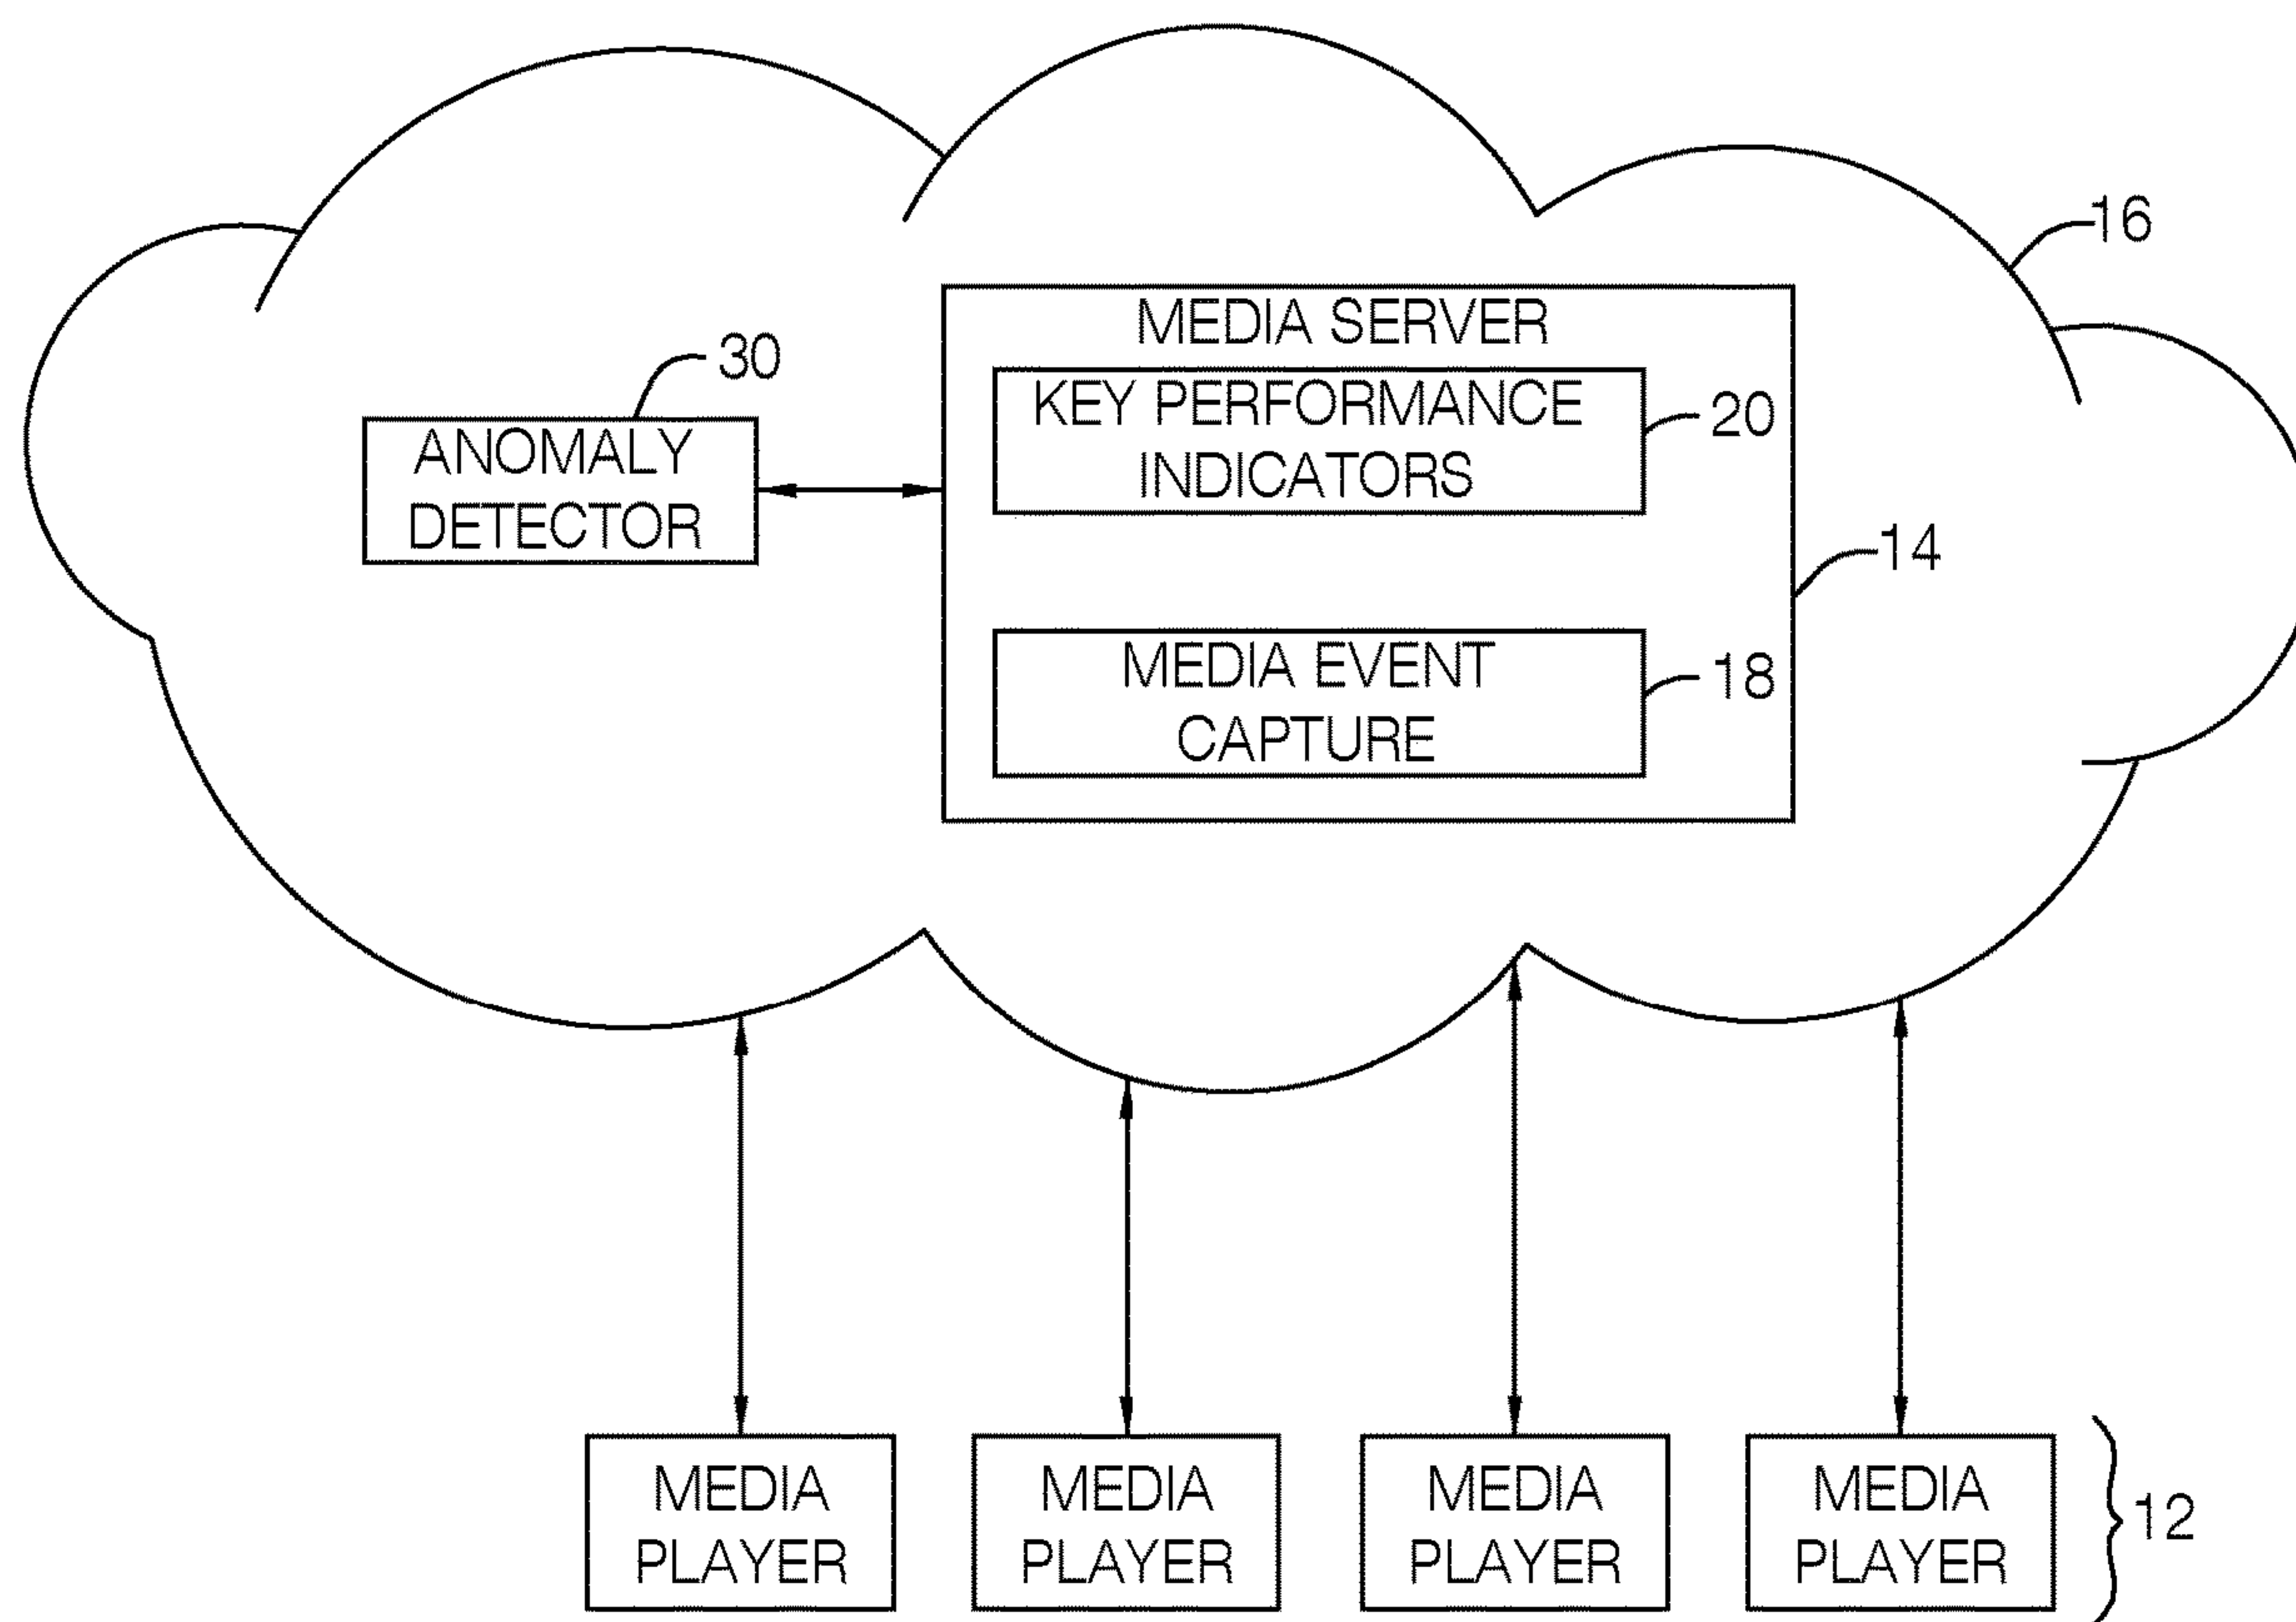 16
MEDIA SERVER
30
KEY PERFORMANCE
INDICATORS
20
ANOMALY
DETECTOR
14
MEDIA EVENT
CAPTURE
18
MEDIA
PLAYER
MEDIA
PLAYER
MEDIA
PLAYER
MEDIA
PLAYER
12